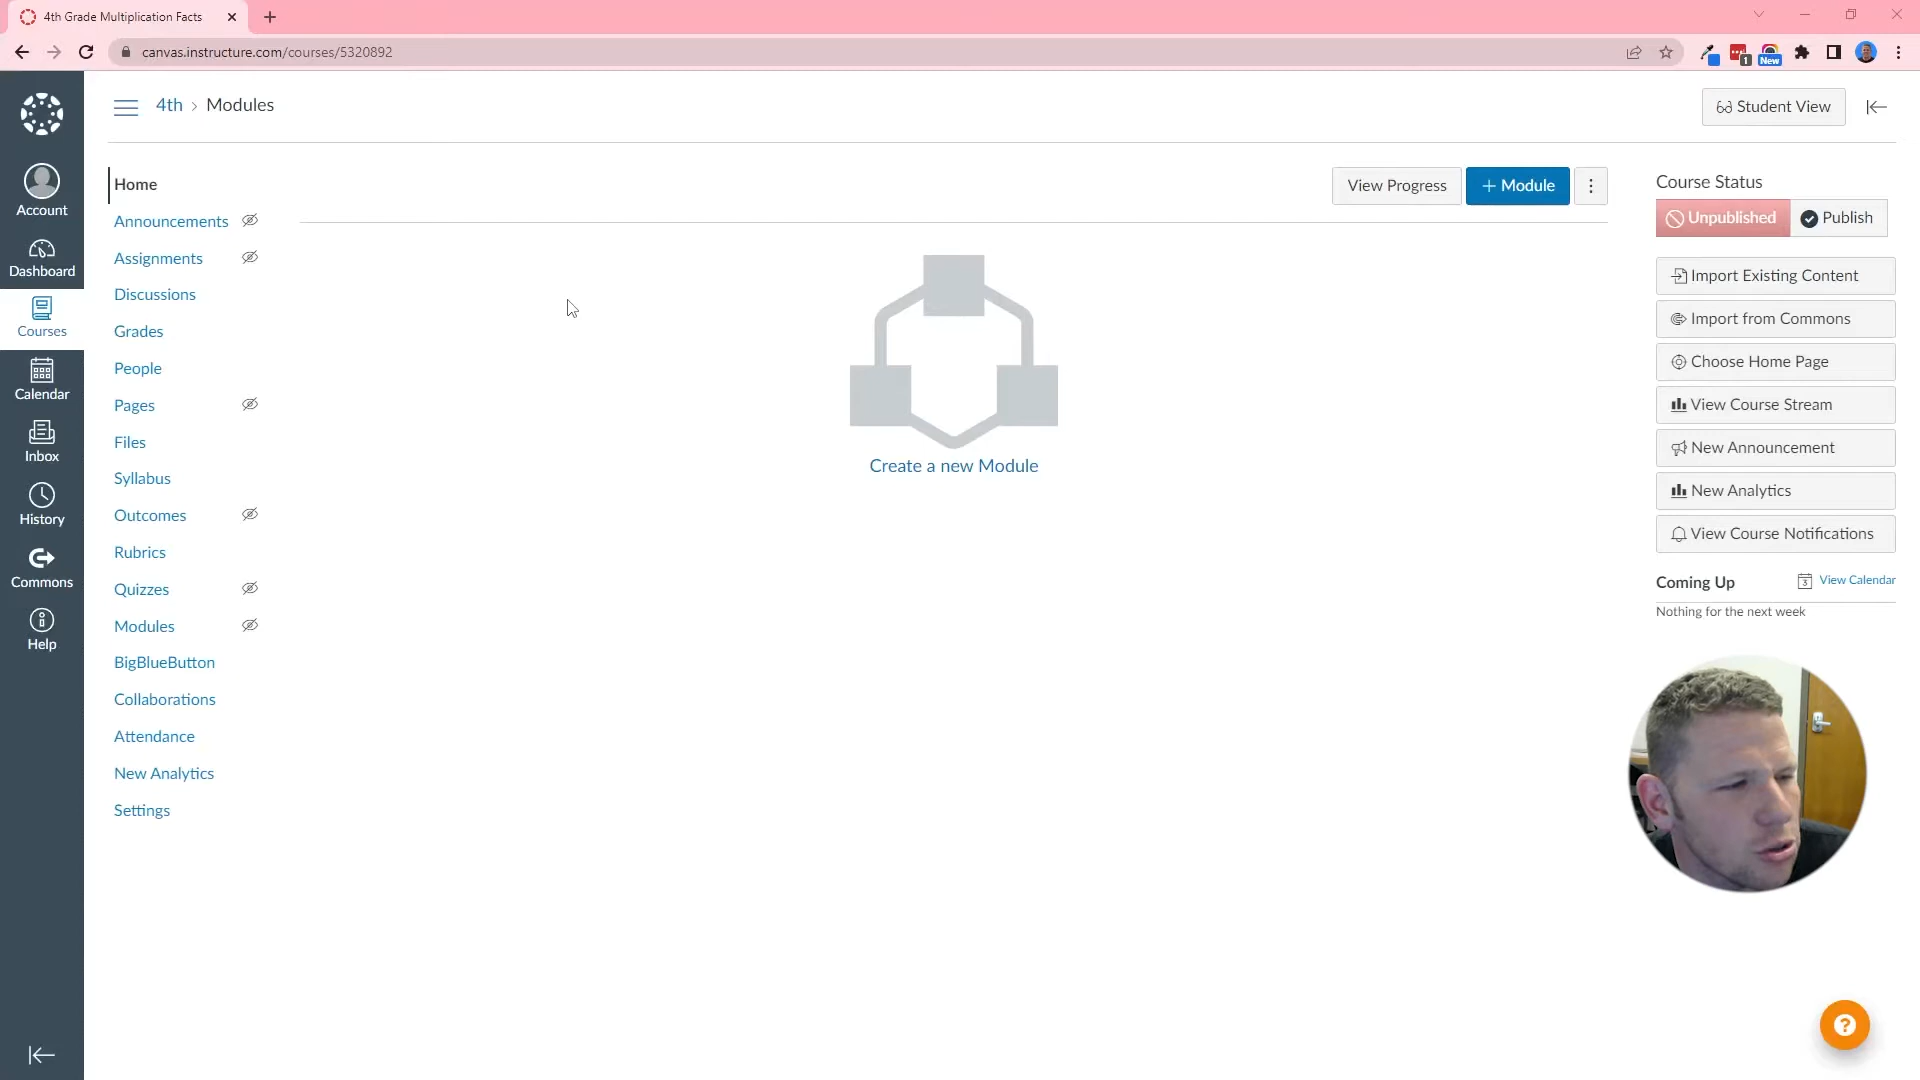 4th Grade Multiplication Facts
canvas.instructure.com/courses/5320892
1
New
4th > Modules
Student View
Account
Dashboard
Courses
Calendar
Inbox
History
Commons
Help
Home
Announcements
Assignments
Discussions
Grades
People
Pages
Files
Syllabus
Outcomes
Rubrics
Quizzes
Modules
BigBlueButton
Collaborations
Attendance
New Analytics
Settings
View Progress
+ Module
Create a new Module
Course Status
Unpublished
Publish
Import Existing Content
Import from Commons
Choose Home Page
View Course Stream
New Announcement
New Analytics
View Course Notifications
Coming Up
3 View Calendar
Nothing for the next week
?